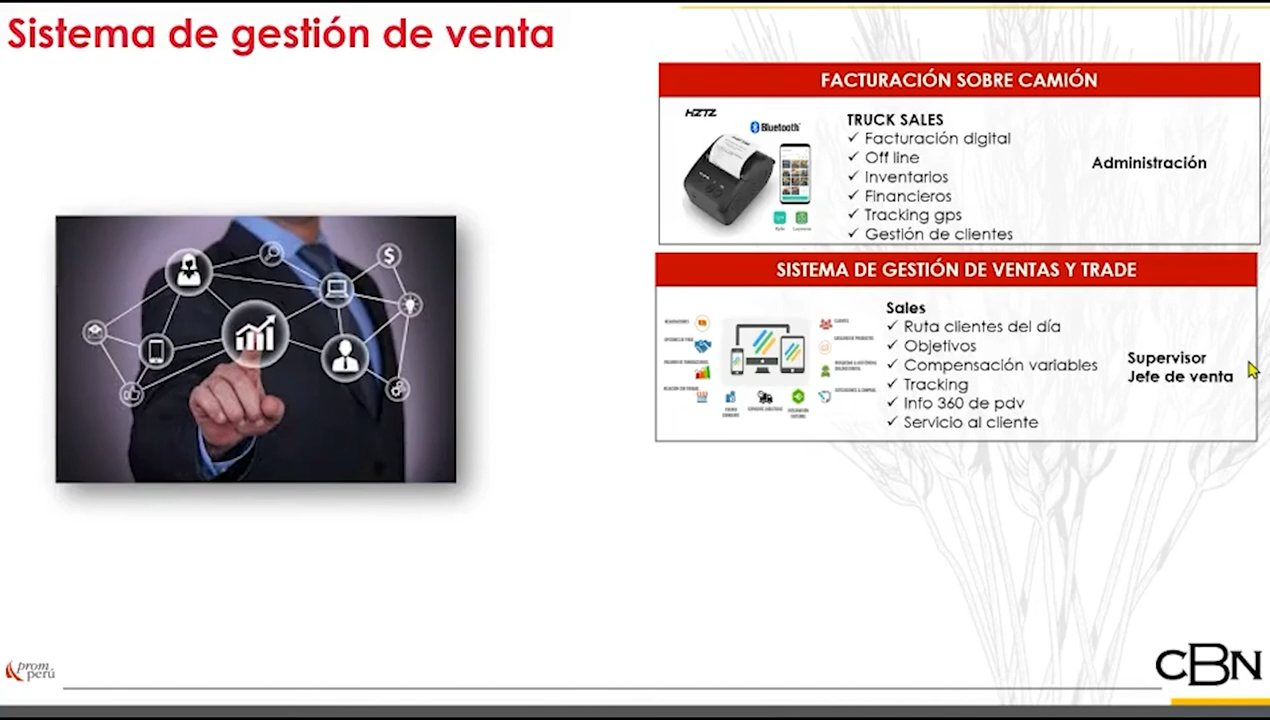 Sistema de gestión de venta
FACTURACIÓN SOBRE CAMIÓN
HZTZ
Bluetooth
TRUCK SALES
✓ Facturación digital
✓ Off line
✓ Inventarios
✓ Financieros
✓ Tracking gps
✓ Gestión de clientes
Administración
SISTEMA DE GESTIÓN DE VENTAS Y TRADE
Sales
✓ Ruta clientes del día
✓ Objetivos
✓ Compensación variables
✓ Tracking
✓ Info 360 de pdv
✓ Servicio al cliente
Supervisor
Jefe de venta
$
prom
perú
CBN